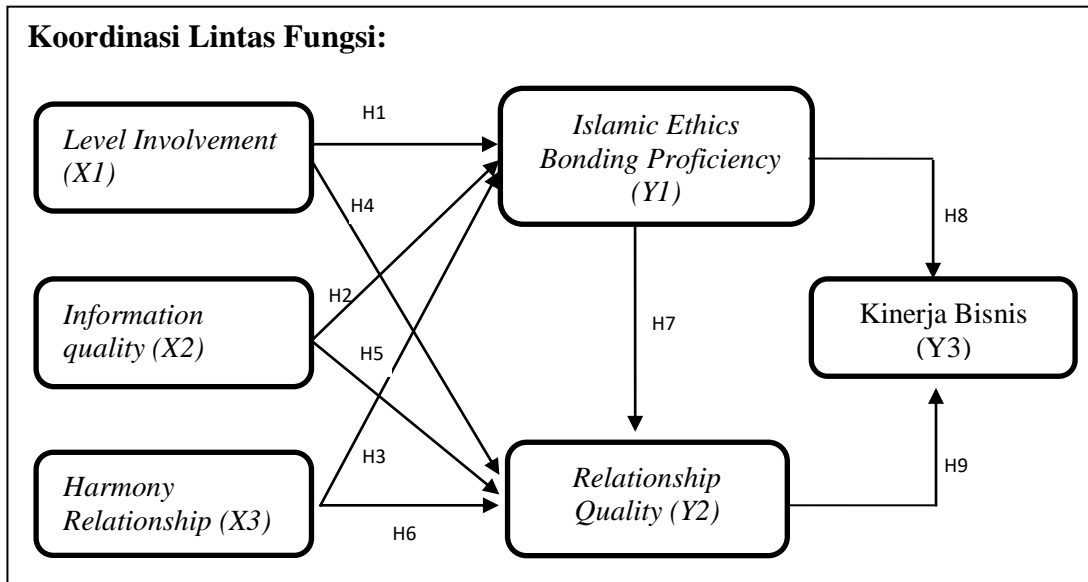 Koordinasi Lintas Fungsi:
Level Involvement
(X1)
H1
Islamic Ethics
Bonding Proficiency
(Y1)
H4
H8
Information
quality (X2)
H2
H5
H7
Kinerja Bisnis
(Y3)
Harmony
Relationship (X3)
H3
H6
Relationship
Quality (Y2)
H9